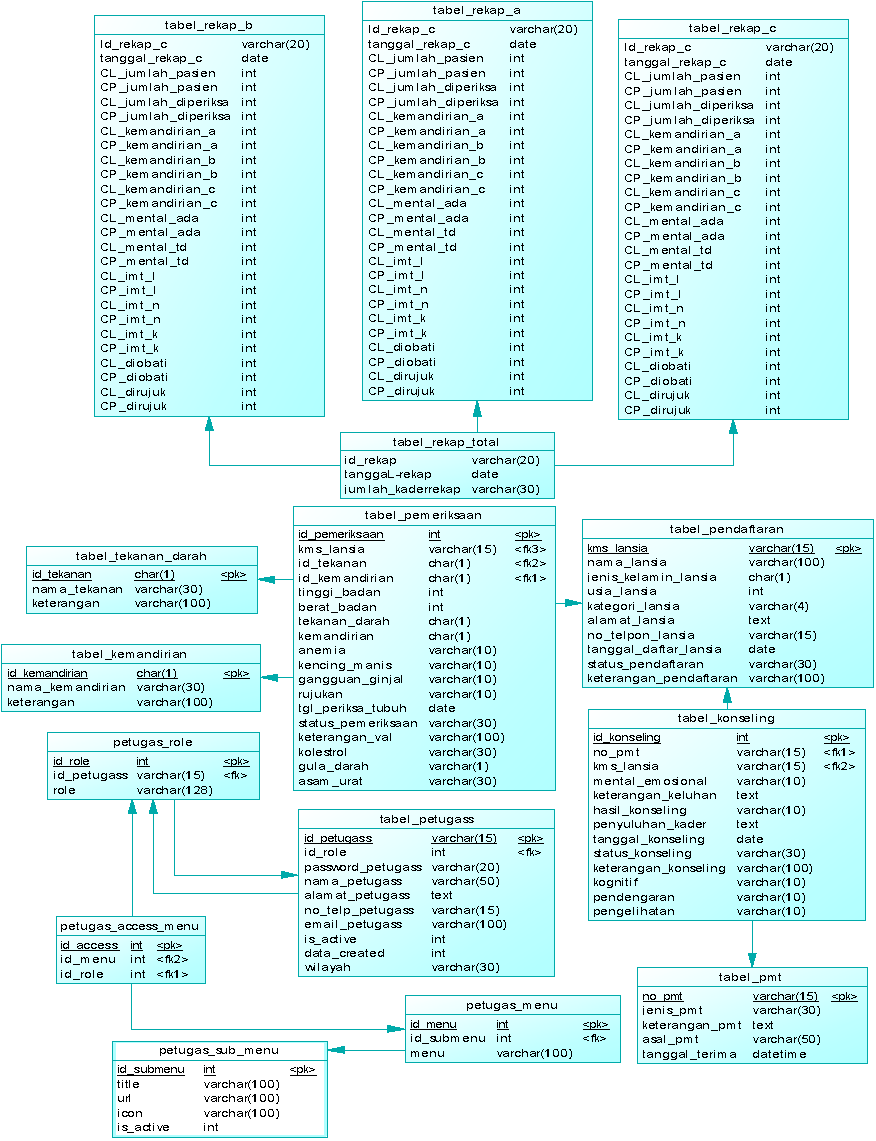 tabel_rekap_b
Id_rekap_c varchar(20)
tanggal_rekap_c date
CL_jumlah_pasien int
CP_jumlah_pasien int
CL_jumlah_diperiksa int
CP_jumlah_diperiksa int
CL_kemandirian_a int
CP_kemandirian_a int
CL_kemandirian_b int
CP_kemandirian_b int
CL_kemandirian_c int
CP_kemandirian_c int
CL_mental_ada int
CP_mental_ada int
CL_mental_td int
CP_mental_td int
CL_imt_l int
CP_imt_l int
CL_imt_n int
CP_imt_n int
CL_imt_k int
CP_imt_k int
CL_diobati int
CP_diobati int
CL_dirujuk int
CP_dirujuk int
tabel_rekap_a
Id_rekap_c varchar(20)
tanggal_rekap_c date
CL_jumlah_pasien int
CP_jumlah_pasien int
CL_jumlah_diperiksa int
CP_jumlah_diperiksa int
CL_kemandirian_a int
CP_kemandirian_a int
CL_kemandirian_b int
CP_kemandirian_b int
CL_kemandirian_c int
CP_kemandirian_c int
CL_mental_ada int
CP_mental_ada int
CL_mental_td int
CP_mental_td int
CL_imt_l int
CP_imt_l int
CL_imt_n int
CP_imt_n int
CL_imt_k int
CP_imt_k int
CL_diobati int
CP_diobati int
CL_dirujuk int
CP_dirujuk int
tabel_rekap_c
Id_rekap_c varchar(20)
tanggal_rekap_c date
CL_jumlah_pasien int
CP_jumlah_pasien int
CL_jumlah_diperiksa int
CP_jumlah_diperiksa int
CL_kemandirian_a int
CP_kemandirian_a int
CL_kemandirian_b int
CP_kemandirian_b int
CL_kemandirian_c int
CP_kemandirian_c int
CL_mental_ada int
CP_mental_ada int
CL_mental_td int
CP_mental_td int
CL_imt_l int
CP_imt_l int
CL_imt_n int
CP_imt_n int
CL_imt_k int
CP_imt_k int
CL_diobati int
CP_diobati int
CL_dirujuk int
CP_dirujuk int
tabel_rekap_total
id_rekap varchar(20)
tanggaL-rekap date
jumlah_kaderrekap varchar(30)
tabel_pemeriksaan
id_pemeriksaan int <pk>
kms_lansia varchar(15) <fk3>
id_tekanan char(1) <fk2>
id_kemandirian char(1) <fk1>
tinggi_badan int
berat_badan int
tekanan_darah char(1)
kemandirian char(1)
anemia varchar(10)
kencing_manis varchar(10)
gangguan_ginjal varchar(10)
rujukan varchar(10)
tgl_periksa_tubuh date
status_pemeriksaan varchar(30)
keterangan_val varchar(100)
kolestrol varchar(30)
gula_darah varchar(1)
asam_urat varchar(30)
tabel_pendaftaran
kms_lansia varchar(15) <pk>
nama_lansia varchar(100)
jenis_kelamin_lansia char(1)
usia_lansia int
kategori_lansia varchar(4)
alamat_lansia text
no_telpon_lansia varchar(15)
tanggal_daftar_lansia date
status_pendaftaran varchar(30)
keterangan_pendaftaran varchar(100)
tabel_tekanan_darah
id_tekanan char(1) <pk>
nama_tekanan varchar(30)
keterangan varchar(100)
tabel_kemandirian
id_kemandirian char(1) <pk>
nama_kemandirian varchar(30)
keterangan varchar(100)
petugas_role
id_role int <pk>
id_petugass varchar(15) <fk>
role varchar(128)
tabel_konseling
id_konseling int <pk>
no_pmt varchar(15) <fk1>
kms_lansia varchar(15) <fk2>
mental_emosional varchar(10)
keterangan_keluhan text
hasil_konseling varchar(10)
penyuluhan_kader text
tanggal_konseling date
status_konseling varchar(30)
keterangan_konseling varchar(100)
kognitif varchar(10)
pendengaran varchar(10)
pengelihatan varchar(10)
tabel_petugass
id_petugass varchar(15) <pk>
id_role int <fk>
password_petugass varchar(20)
nama_petugass varchar(50)
alamat_petugass text
no_telp_petugass varchar(15)
email_petugass varchar(100)
is_active int
data_created int
wilayah varchar(30)
petugas_access_menu
id_access int <pk>
id_menu int <fk2>
id_role int <fk1>
tabel_pmt
no_pmt varchar(15) <pk>
jenis_pmt varchar(30)
keterangan_pmt text
asal_pmt varchar(50)
tanggal_terima datetime
petugas_menu
id_menu int <pk>
id_submenu int <fk>
menu varchar(100)
petugas_sub_menu
id_submenu int <pk>
title varchar(100)
url varchar(100)
icon varchar(100)
is_active int